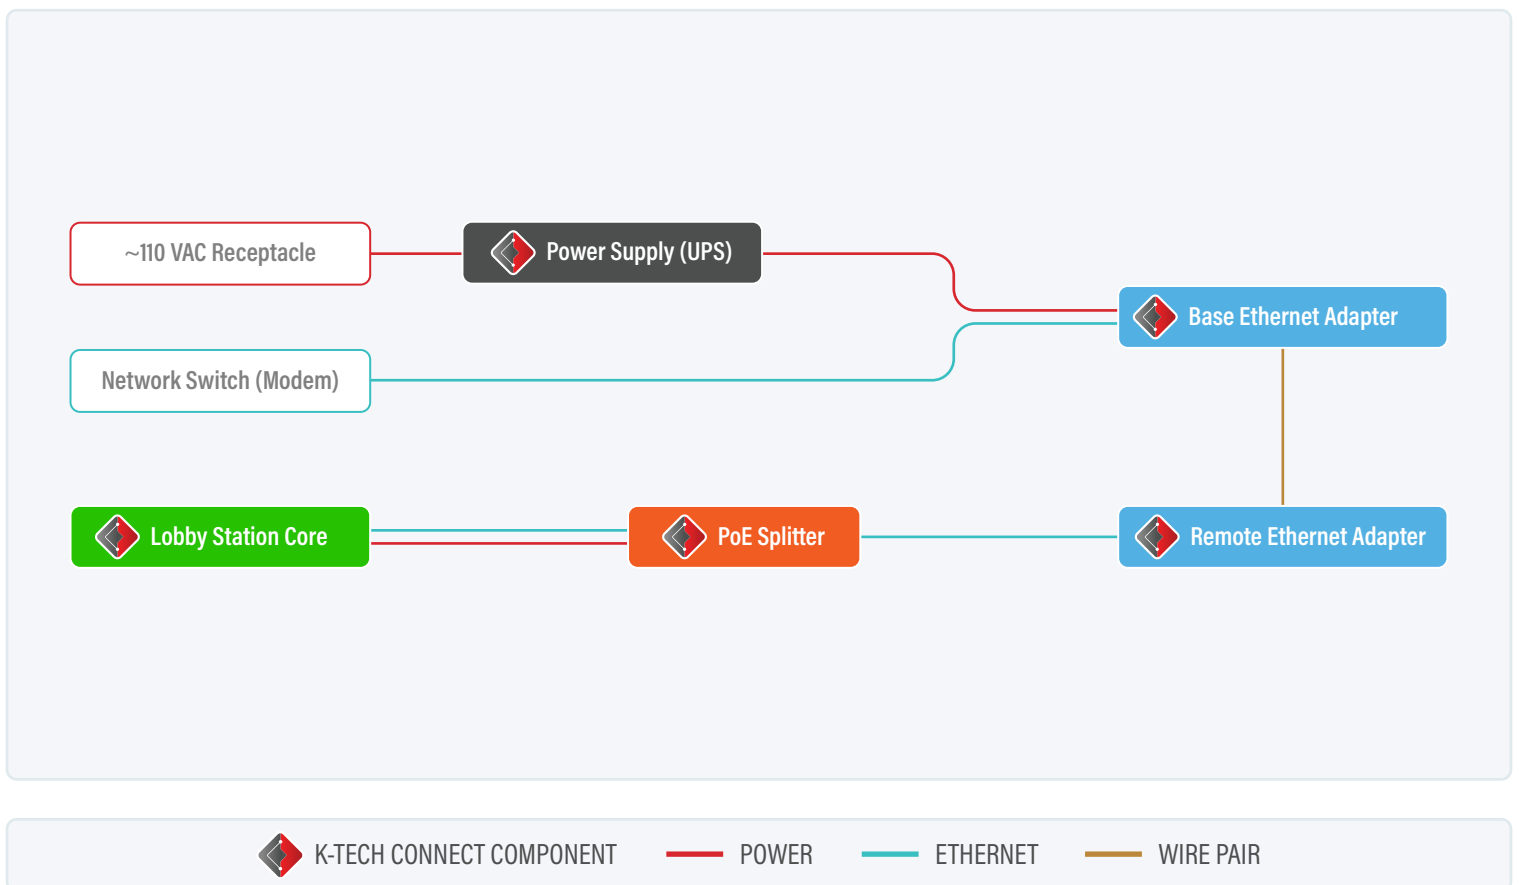 ~110 VAC Receptacle
Power Supply (UPS)
Base Ethernet Adapter
Network Switch (Modem)
Lobby Station Core
PoE Splitter
Remote Ethernet Adapter
K-TECH CONNECT COMPONENT
POWER
ETHERNET
WIRE PAIR